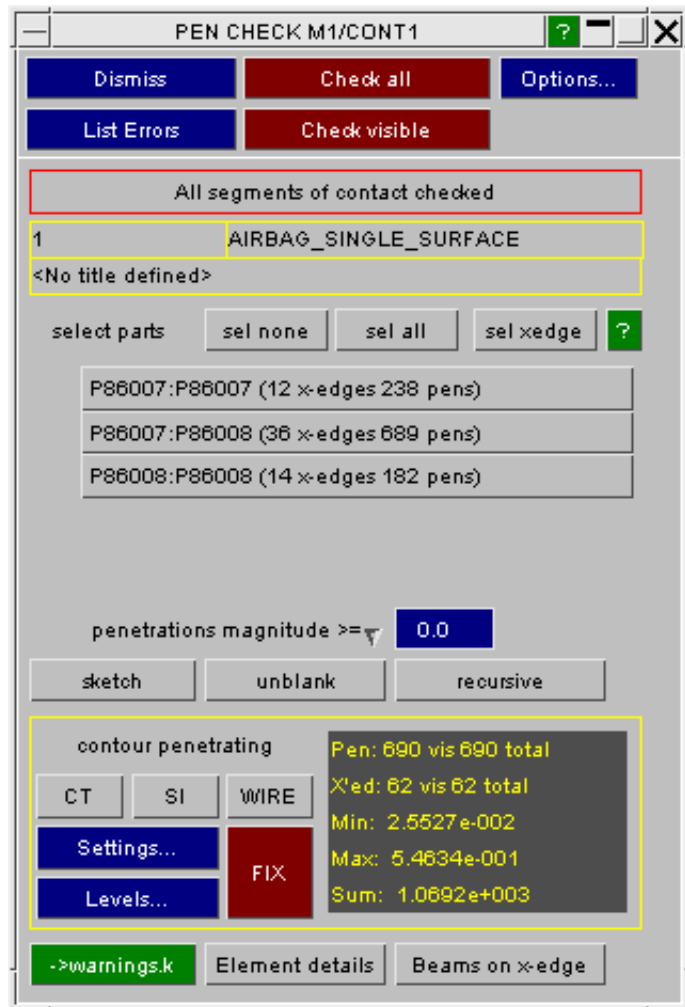 PEN CHECK M1/CONT1 ?
Dismiss Check all Options...
List Errors Check visible
All segments of contact checked
1 AIRBAG_SINGLE_SURFACE
<No title defined>
select parts sel none sel all sel xedge ?
P86007:P86007 (12 x-edges 238 pens)
P86007:P86008 (36 x-edges 689 pens)
P86008:P86008 (14 x-edges 182 pens)
penetrations magnitude >= 0.0
sketch unblank recursive
contour penetrating
Pen: 690 vis 690 total
CT SI WIRE
X'ed: 62 vis 62 total
Min: 2.5527e-002
Settings...
FIX
Max: 5.4634e-001
Levels...
Sum: 1.0692e+003
->warnings.k Element details Beams on x-edge